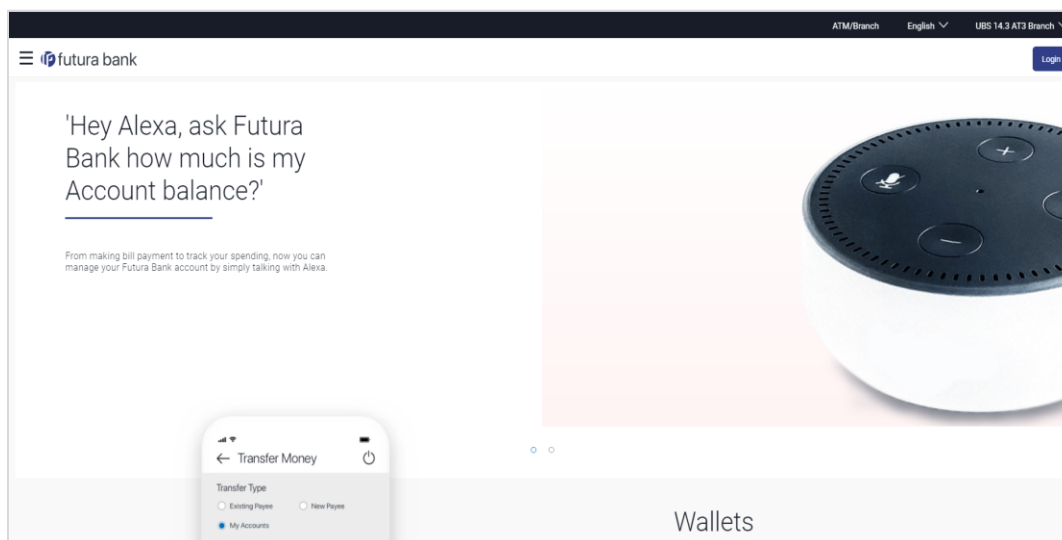 ATM/Branch English UBS 14.3 AT3 Branch
futura bank
Login
'Hey Alexa, ask Futura
Bank how much is my
Account balance?'
From making bill payment to track your spending, now you can
manage your Futura Bank account by simply talking with Alexa.
Transfer Money
Transfer Type
Existing Payee New Payee
My Accounts
Wallets